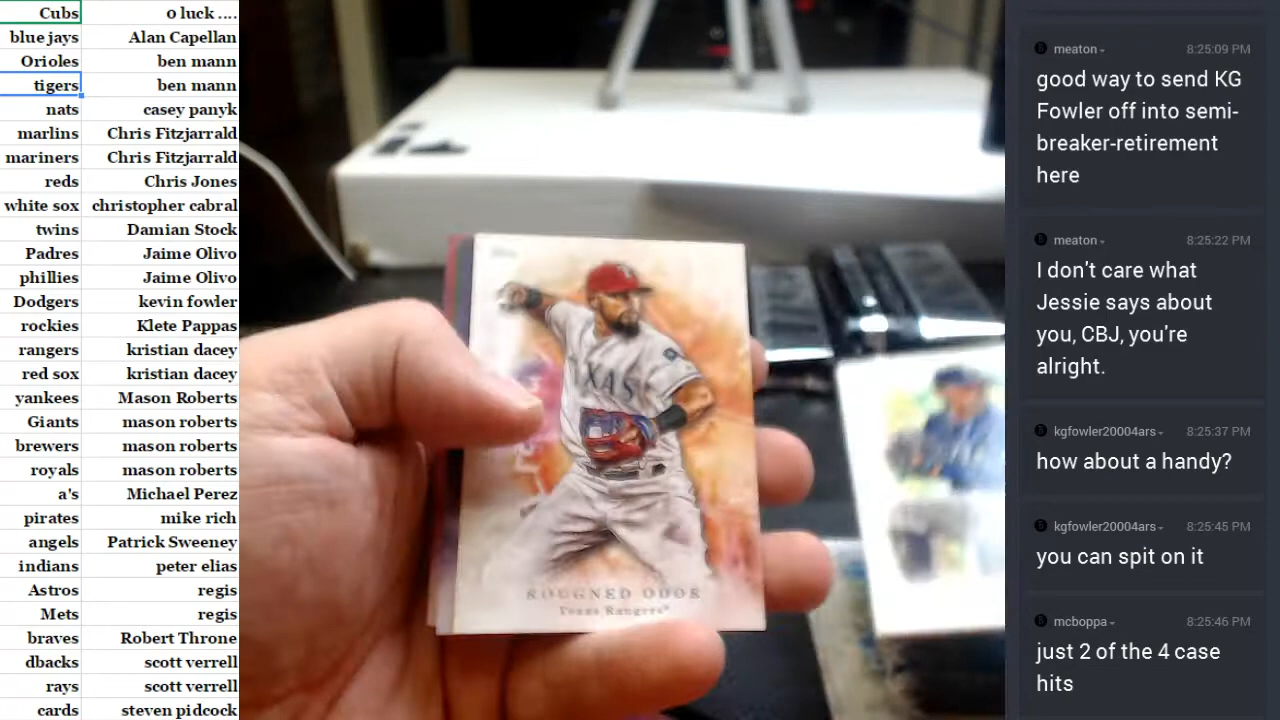 Cubs 0 luck ....
blue jays Alan Capellan
Orioles ben mann
tigers ben mann
nats casey panyk
marlins Chris Fitzjarrald
mariners Chris Fitzjarrald
reds Chris Jones
white sox christopher cabral
twins Damian Stock
Padres Jaime Olivo
phillies Jaime Olivo
Dodgers kevin fowler
rockies Klete Pappas
rangers kristian dacey
red sox kristian dacey
yankees Mason Roberts
Giants mason roberts
brewers mason roberts
royals mason roberts
a's Michael Perez
pirates mike rich
angels Patrick Sweeney
indians peter elias
Astros regis
Mets regis
braves Robert Throne
dbacks scott verrell
rays scott verrell
cards steven pidcock
TEXAS
ROUGNED ODOR
Texas Rangers
meaton 8:25:09 PM
good way to send KG
Fowler off into semi-
breaker-retirement
here
meaton 8:25:22 PM
I don't care what
Jessie says about
you, CBJ, you're
alright.
kgfowler20004ars 8:25:37 PM
how about a handy?
kgfowler20004ars 8:25:45 PM
you can spit on it
mcboppa 8:25:46 PM
just 2 of the 4 case
hits